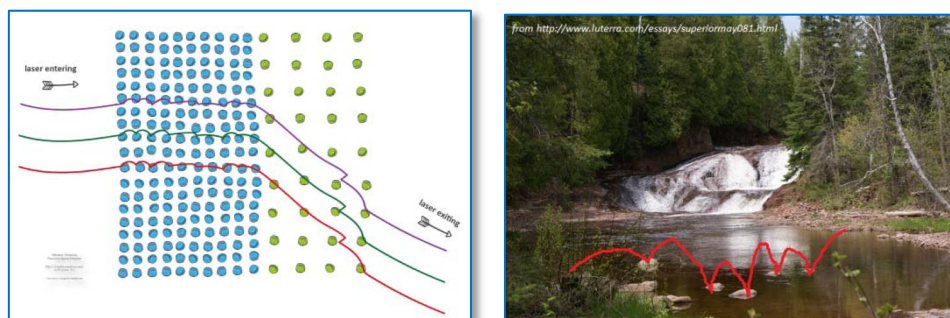 laser entering
laser exiting
from http://www.luterra.com/essays/superiormay081.html